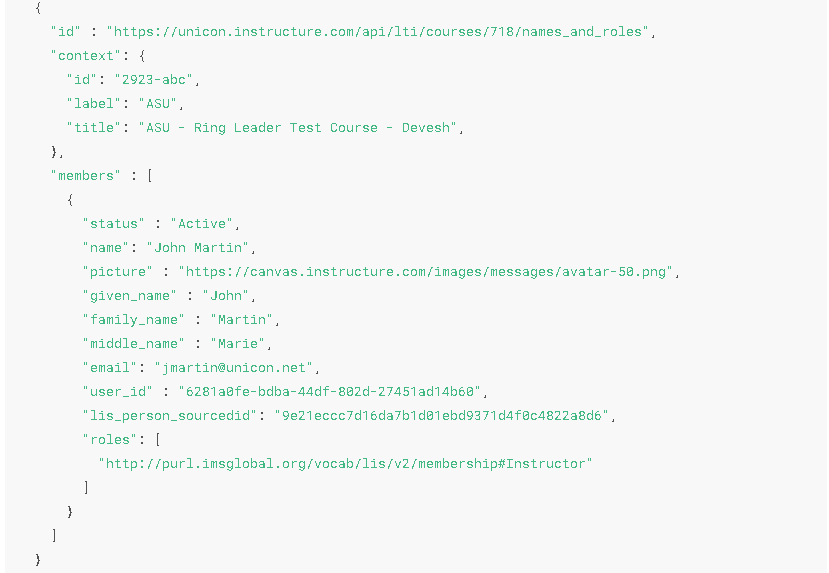 {
"id" : "https://unicon.instructure.com/api/lti/courses/718/names_and_roles",
"context": {
"id": "2923-abc",
"label": "ASU",
"title": "ASU - Ring Leader Test Course - Devesh",
},
"members" : [
{
"status" : "Active",
"name": "John Martin",
"picture" : "https://canvas.instructure.com/images/messages/avatar-50.png",
"given_name" : "John",
"family_name" : "Martin",
"middle_name" : "Marie",
"email": "jmartin@unicon.net",
"user_id" : "6281a0fe-bdba-44df-802d-27451ad14b60",
"lis_person_sourcedid": "9e21eccc7d16da7b1d01ebd9371d4f0c4822a8d6",
"roles": [
"http://purl.imsglobal.org/vocab/lis/v2/membership#Instructor"
]
}
]
}